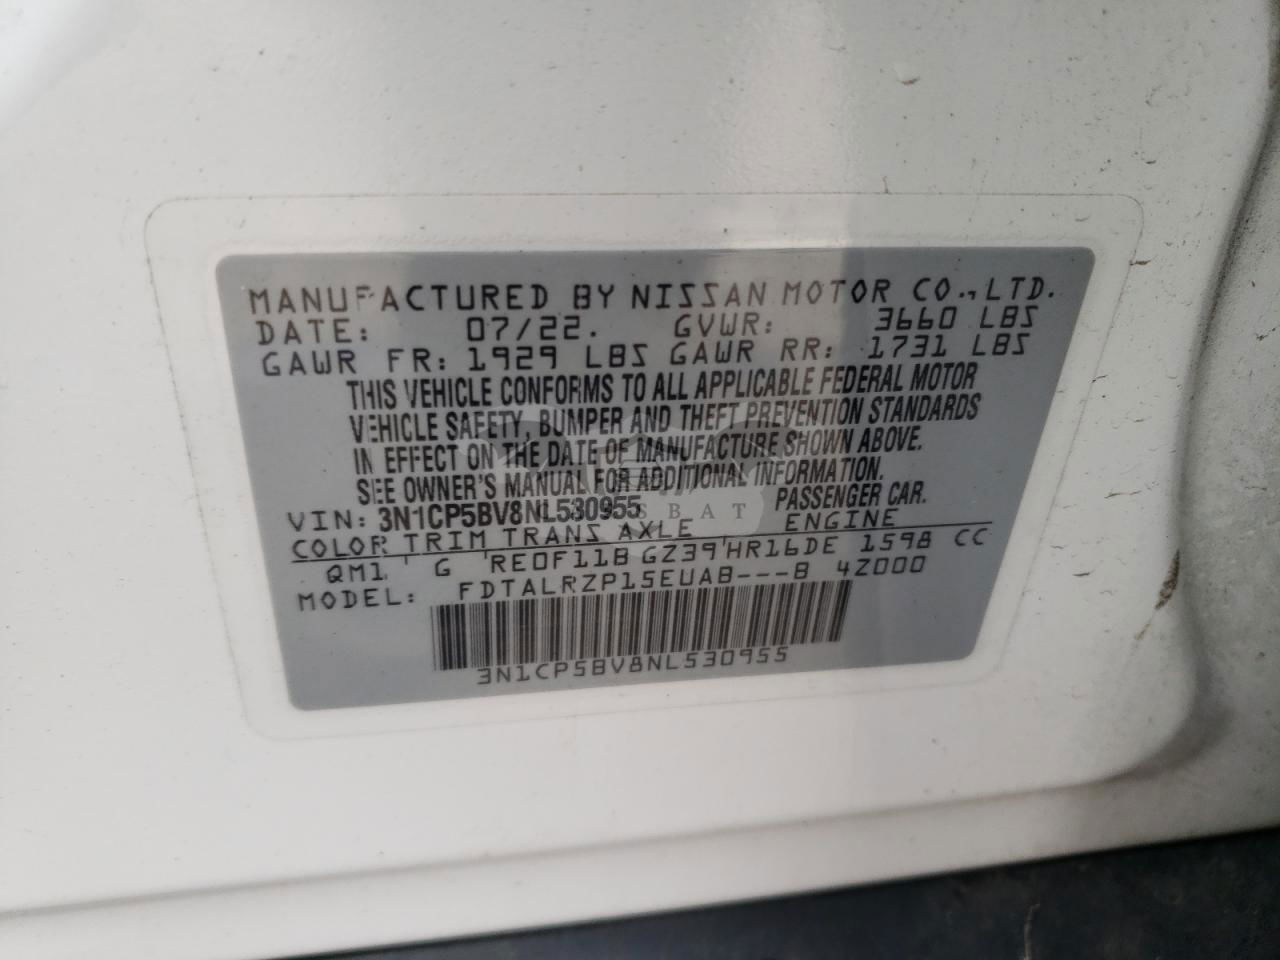 MANUFACTURED BY NISSAN MOTOR CO., LTD.
DATE: 07/22. GVWR: 3660 LBS
GAWR FR: 1929 LBS GAWR RR: 1731 LBS
THIS VEHICLE CONFORMS TO ALL APPLICABLE FEDERAL MOTOR
VEHICLE SAFETY, BUMPER AND THEFT PREVENTION STANDARDS
IN EFFECT ON THE DATE OF MANUFACTURE SHOWN ABOVE.
SEE OWNER'S MANUAL FOR ADDITIONAL INFORMATION.
PASSENGER CAR.
VIN: 3N1CP5BV8NL530955
COLOR TRIM TRANS AXLE ENGINE
QM1 G RE0F11B GZ39 HR16DE 1598 CC
MODEL: FDTALRZP15EUAB---B 4Z000
3N1CP5BV8NL530955